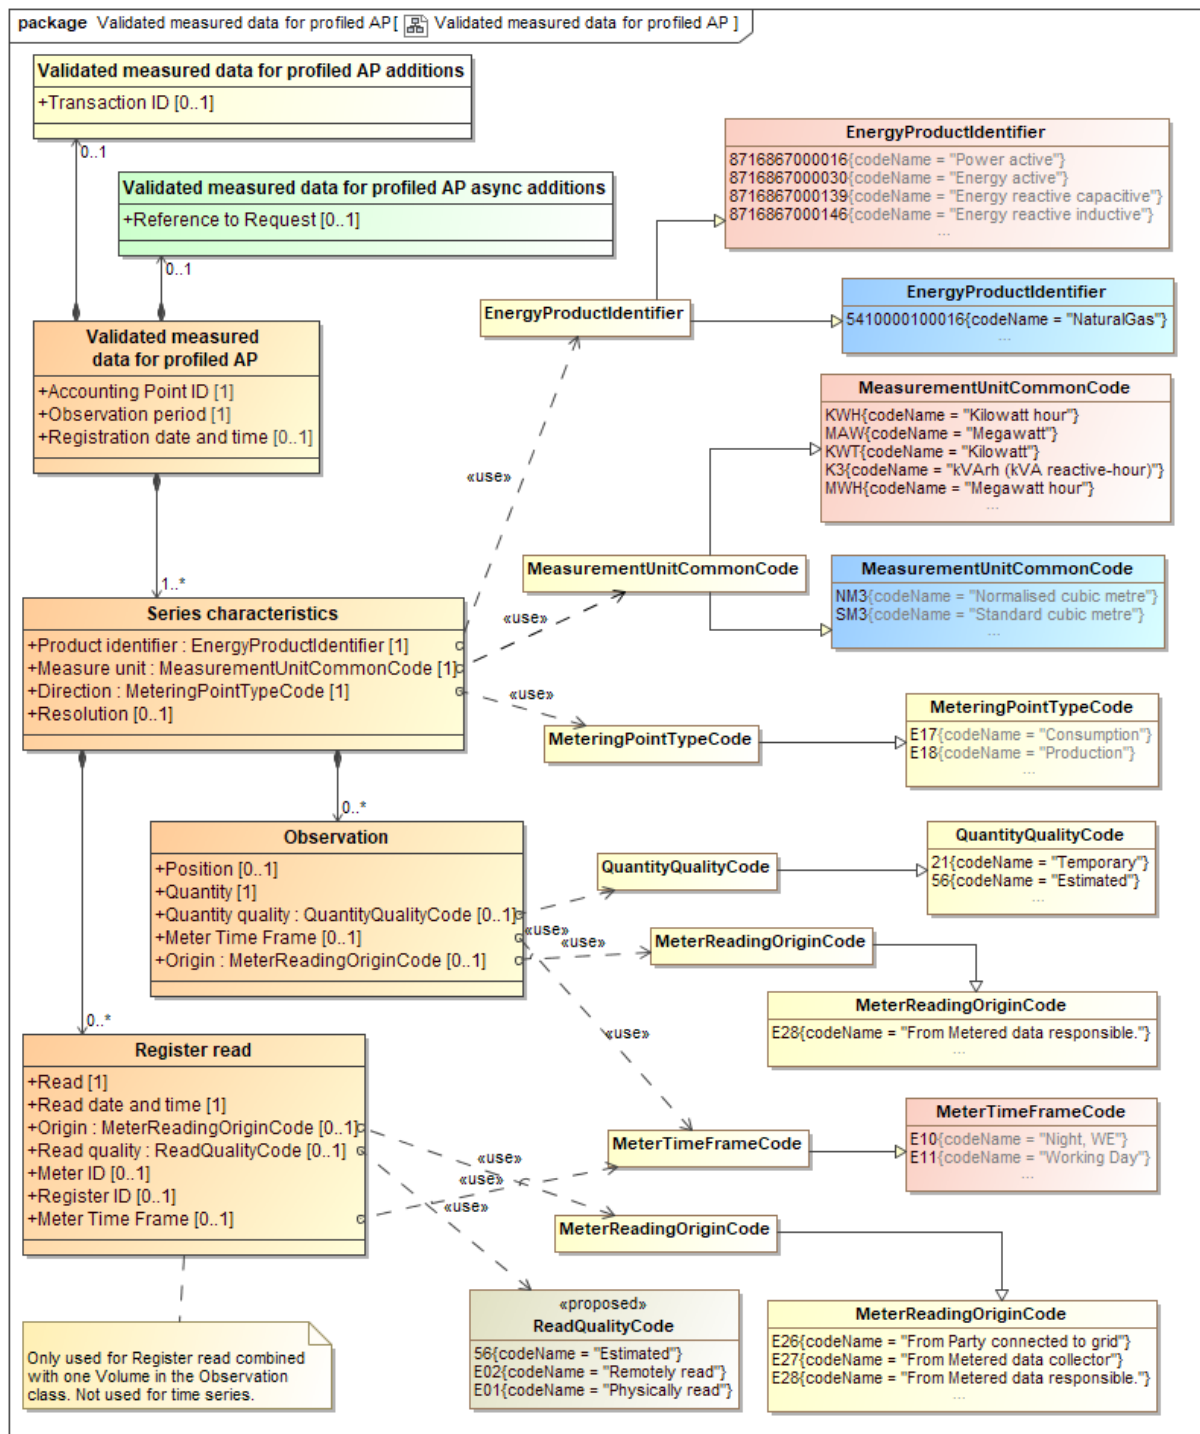 package Validated measured data for profiled AP[ Validated measured data for profiled AP ]
Validated measured data for profiled AP additions
+Transaction ID [0..1]
0..1
Validated measured data for profiled AP async additions
+Reference to Request [0..1]
0..1
Validated measured
data for profiled AP
+Accounting Point ID [1]
+Observation period [1]
+Registration date and time [0..1]
1..*
Series characteristics
+Product identifier : EnergyProductIdentifier [1]
+Measure unit : MeasurementUnitCommonCode [1]
+Direction : MeteringPointTypeCode [1]
+Resolution [0..1]
0..*
Observation
+Position [0..1]
+Quantity [1]
+Quantity quality : QuantityQualityCode [0..1]
+Meter Time Frame [0..1]
+Origin : MeterReadingOriginCode [0..1]
0..*
Register read
+Read [1]
+Read date and time [1]
+Origin : MeterReadingOriginCode [0..1]
+Read quality : ReadQualityCode [0..1]
+Meter ID [0..1]
+Register ID [0..1]
+Meter Time Frame [0..1]
Only used for Register read combined
with one Volume in the Observation
class. Not used for time series.
EnergyProductIdentifier
8716867000016{codeName = "Power active"}
8716867000030{codeName = "Energy active"}
8716867000139{codeName = "Energy reactive capacitive"}
8716867000146{codeName = "Energy reactive inductive"}
...
EnergyProductIdentifier
EnergyProductIdentifier
5410000100016{codeName = "NaturalGas"}
...
«use»
MeasurementUnitCommonCode
KWH{codeName = "Kilowatt hour"}
MAW{codeName = "Megawatt"}
KWT{codeName = "Kilowatt"}
K3{codeName = "kVArh (kVA reactive-hour)"}
MWH{codeName = "Megawatt hour"}
...
MeasurementUnitCommonCode
MeasurementUnitCommonCode
NM3{codeName = "Normalised cubic metre"}
SM3{codeName = "Standard cubic metre"}
...
«use»
«use»
MeteringPointTypeCode
MeteringPointTypeCode
E17{codeName = "Consumption"}
E18{codeName = "Production"}
...
QuantityQualityCode
QuantityQualityCode
21{codeName = "Temporary"}
56{codeName = "Estimated"}
...
«use»
«use»
MeterReadingOriginCode
MeterReadingOriginCode
E28{codeName = "From Metered data responsible."}
...
«use»
MeterTimeFrameCode
MeterTimeFrameCode
E10{codeName = "Night, WE"}
E11{codeName = "Working Day"}
...
«use»
«use»
«use»
MeterReadingOriginCode
«proposed»
ReadQualityCode
56{codeName = "Estimated"}
E02{codeName = "Remotely read"}
E01{codeName = "Physically read"}
MeterReadingOriginCode
E26{codeName = "From Party connected to grid"}
E27{codeName = "From Metered data collector"}
E28{codeName = "From Metered data responsible."}
...